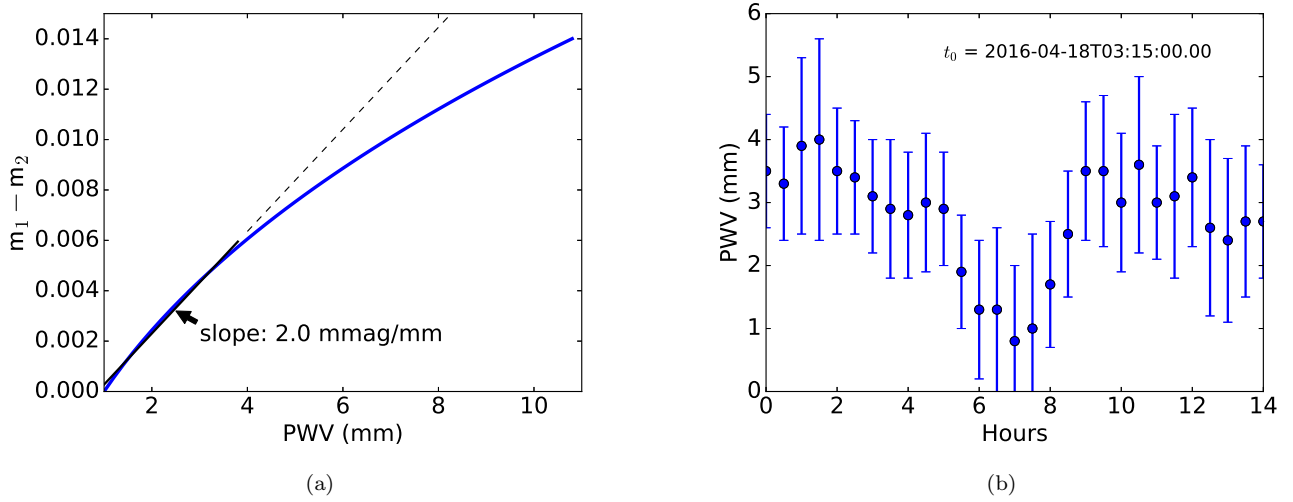 0.014
0.012
0.010
0.008
0.006
0.004
0.002
0.000
m₁ − m₂
slope: 2.0 mmag/mm
2 4 6 8 10
PWV (mm)
(a)
6
5
4
3
2
1
0
PWV (mm)
t₀ = 2016-04-18T03:15:00.00
0 2 4 6 8 10 12 14
Hours
(b)